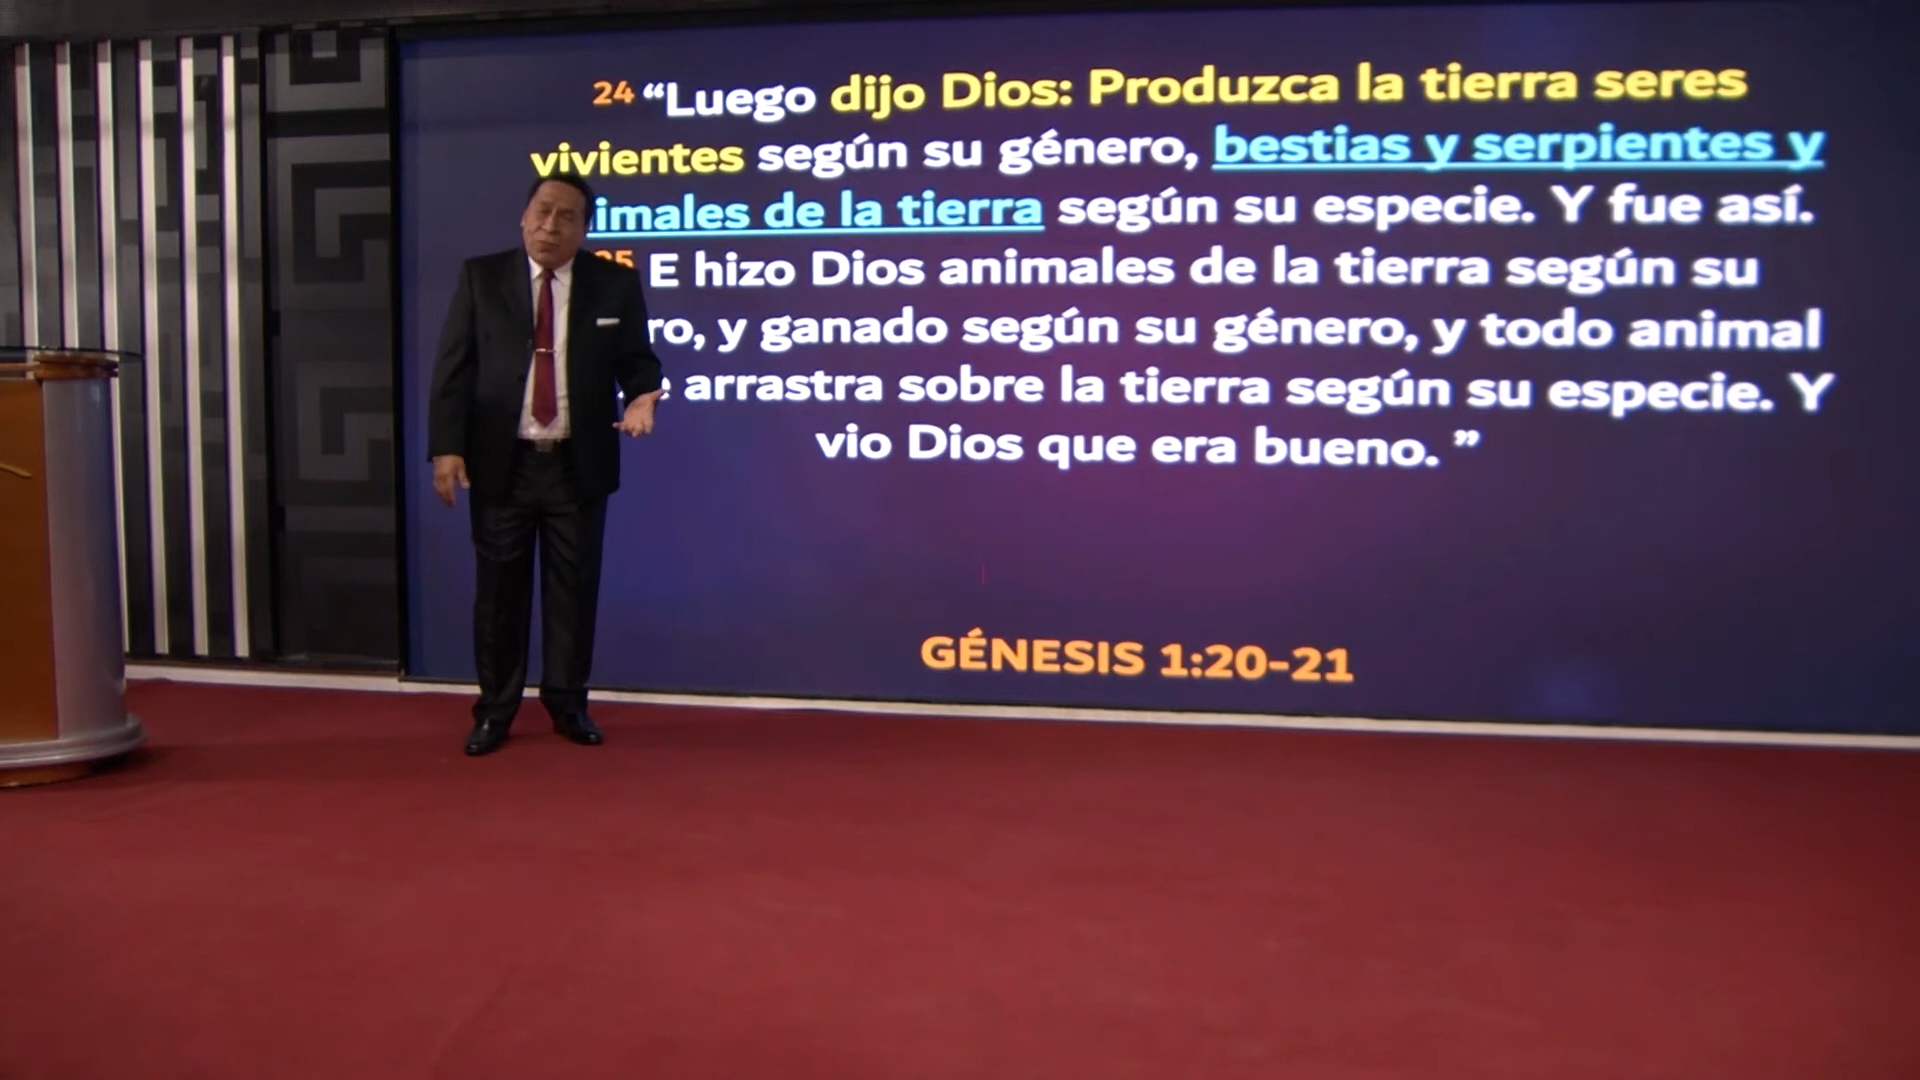 24 “Luego dijo Dios: Produzca la tierra seres
vivientes según su género, bestias y serpientes y
imales de la tierra según su especie. Y fue así.
25 E hizo Dios animales de la tierra según su
ro, y ganado según su género, y todo animal
arrastra sobre la tierra según su especie. Y
vio Dios que era bueno. ”
GÉNESIS 1:20-21